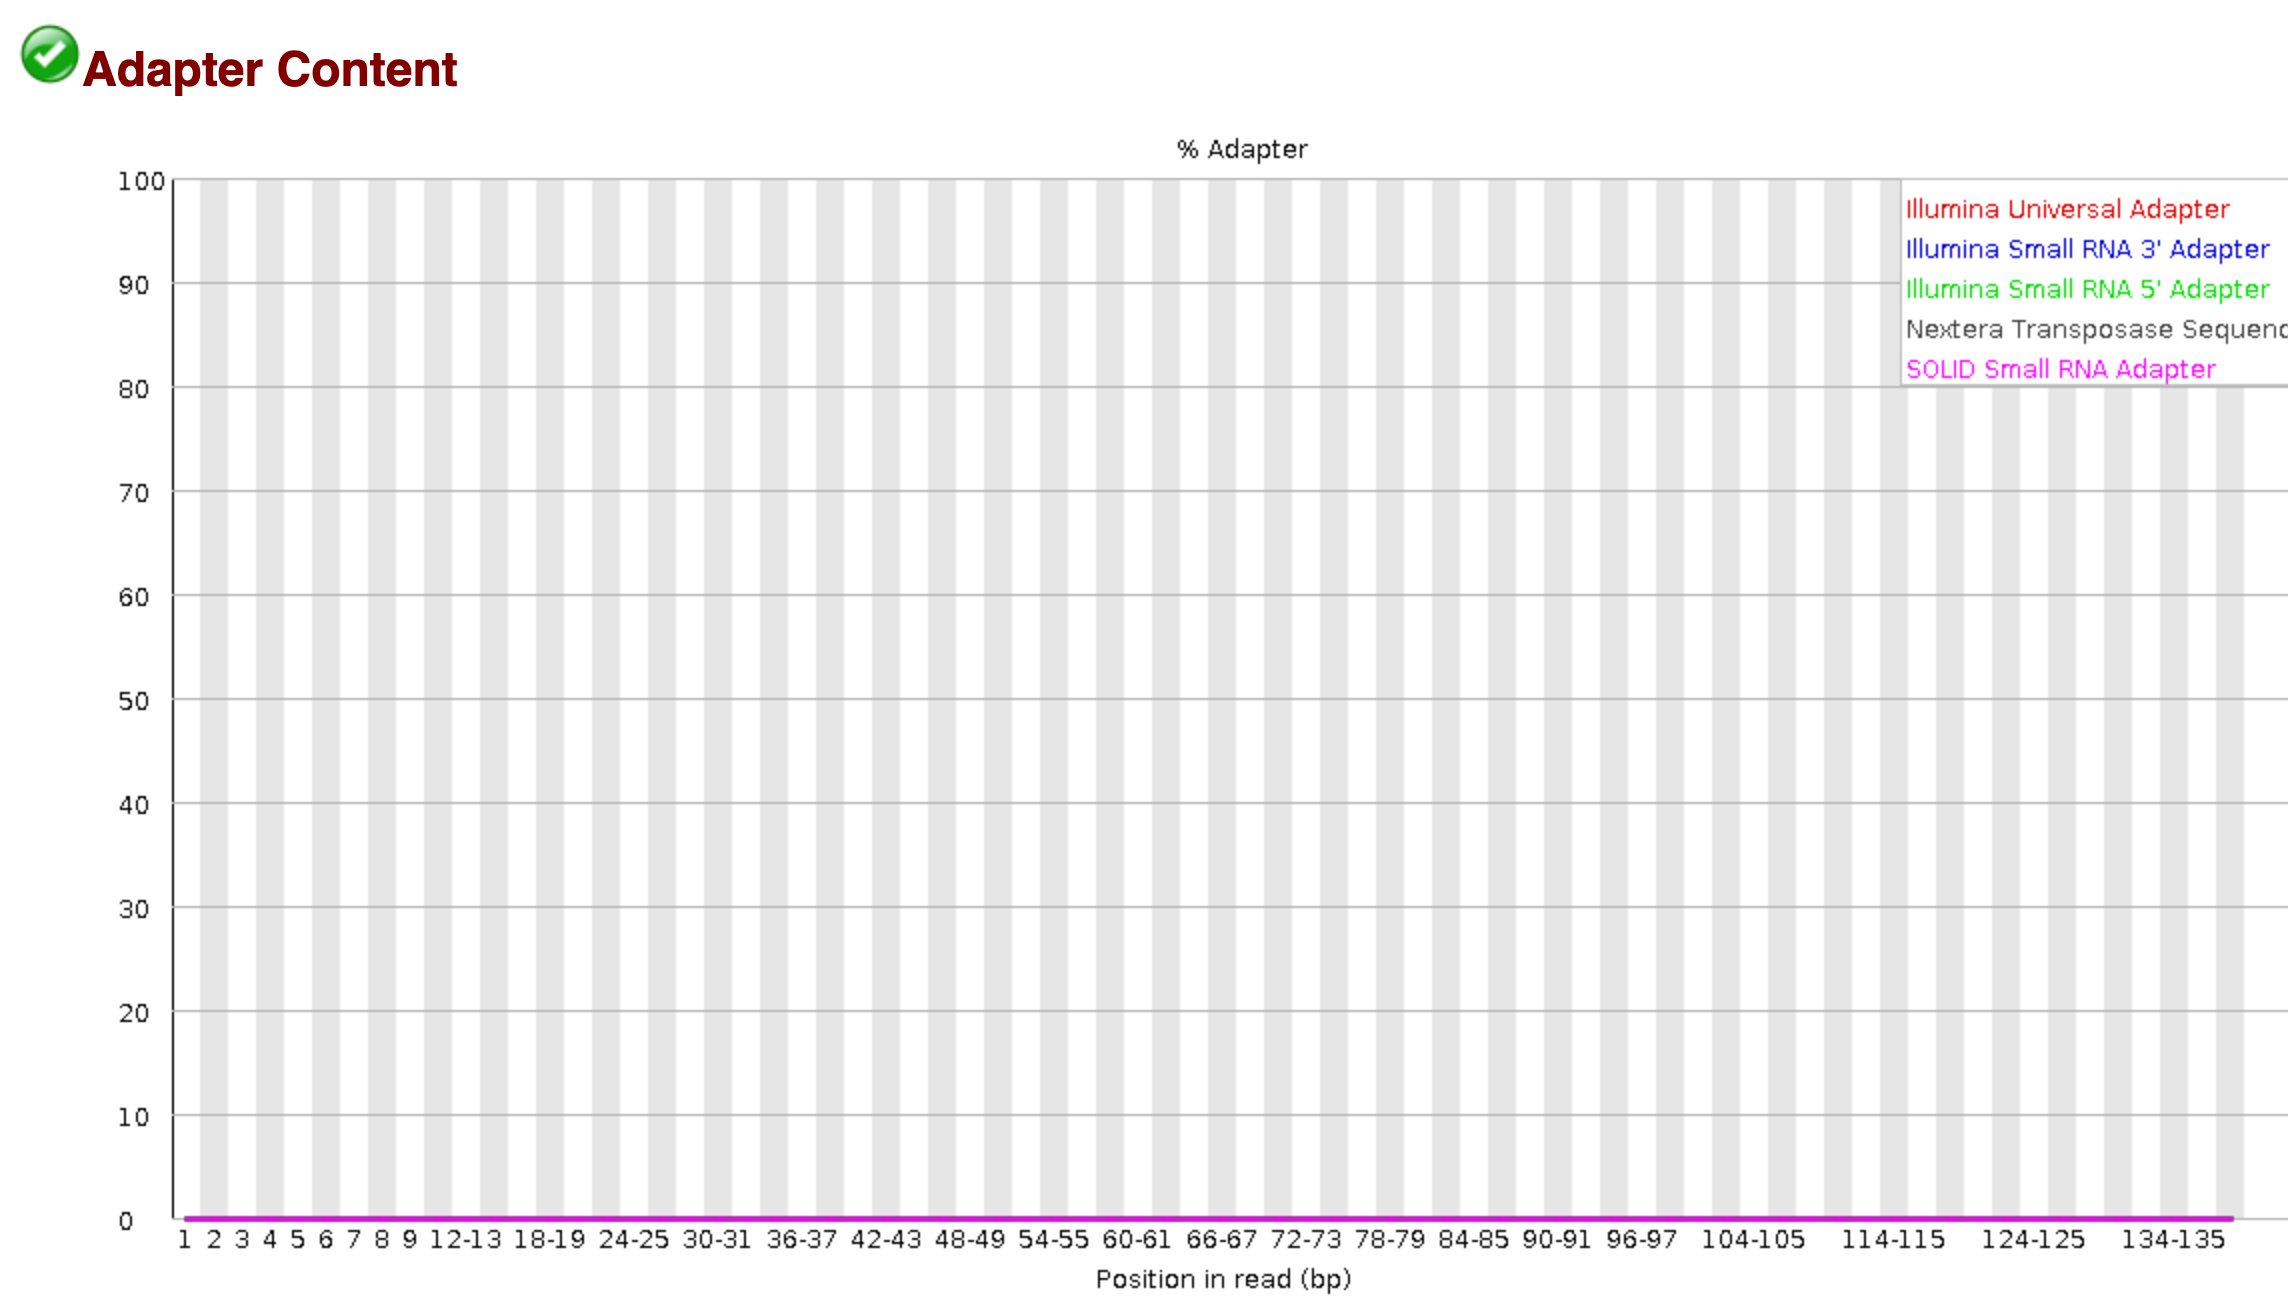 Adapter Content
% Adapter
100
90
80
70
60
50
40
30
20
10
0
Illumina Universal Adapter
Illumina Small RNA 3' Adapter
Illumina Small RNA 5' Adapter
Nextera Transposase Sequenc
SOLID Small RNA Adapter
1 2 3 4 5 6 7 8 9 12-13 18-19 24-25 30-31 36-37 42-43 48-49 54-55 60-61 66-67 72-73 78-79 84-85 90-91 96-97 104-105 114-115 124-125 134-135
Position in read (bp)